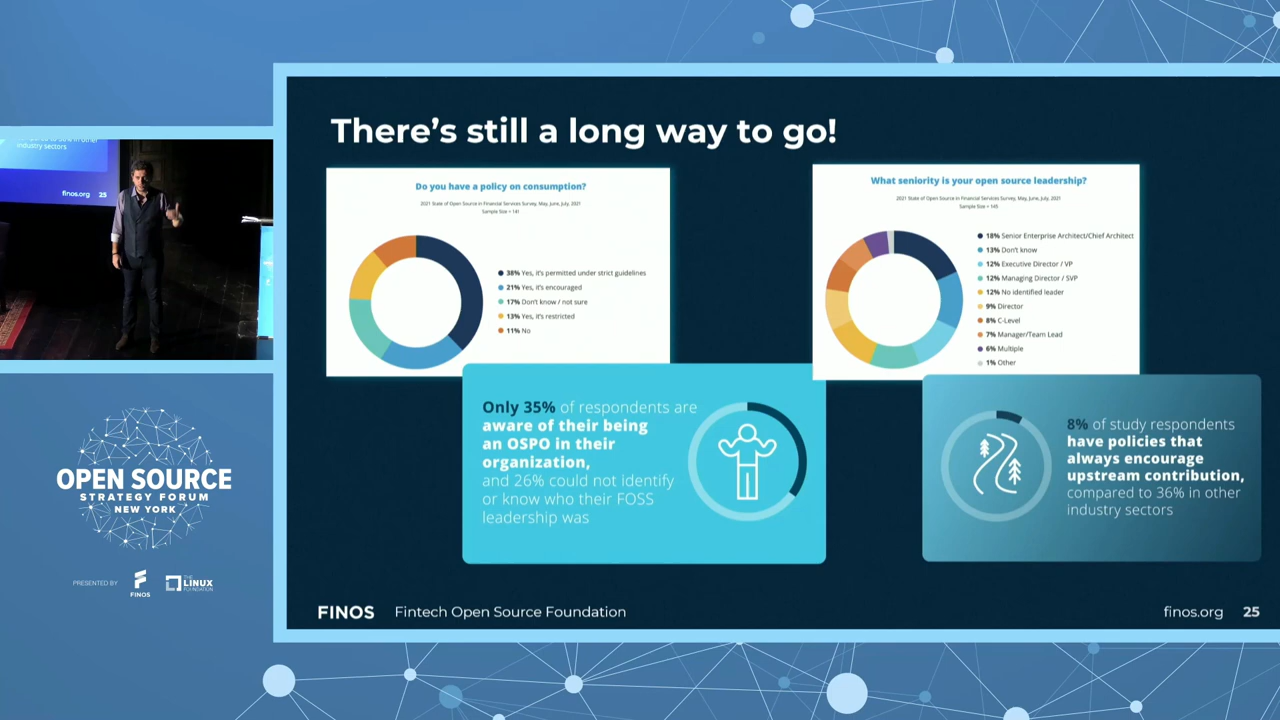 There's still a long way to go!
industry sectors
finos.org 25
Do you have a policy on consumption?
2021 State of Open Source in Financial Services Survey, May, June, July, 2021
Sample Size = 141
38% Yes, it's permitted under strict guidelines
21% Yes, it's encouraged
17% Don't know / not sure
13% Yes, it's restricted
11% No
What seniority is your open source leadership?
2021 State of Open Source in Financial Services Survey, May, June, July, 2021
Sample Size = 145
18% Senior Enterprise Architect/Chief Architect
13% Don't know
12% Executive Director / VP
12% Managing Director / SVP
12% No identified leader
9% Director
8% C-Level
7% Manager/Team Lead
6% Multiple
1% Other
Only 35% of respondents are
aware of their being
an OSPO in their
organization,
and 26% could not identify
or know who their FOSS
leadership was
8% of study respondents
have policies that
always encourage
upstream contribution,
compared to 36% in other
industry sectors
OPEN SOURCE
STRATEGY FORUM
NEW YORK
PRESENTED BY
FINOS
THE
LINUX
FOUNDATION
FINOS Fintech Open Source Foundation
finos.org 25